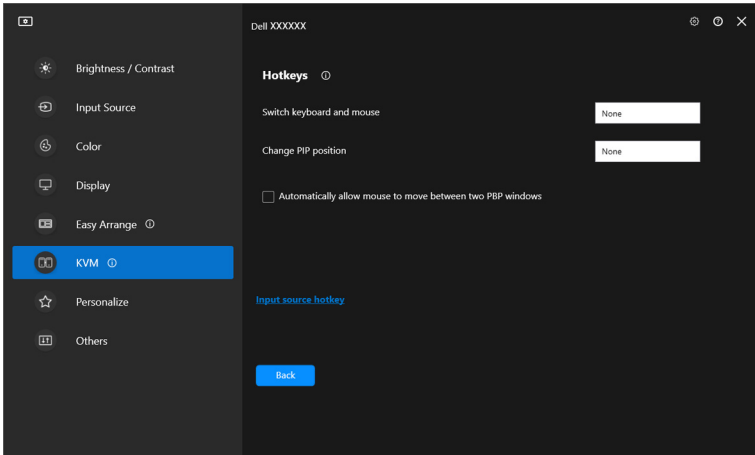 Dell XXXXXX
Brightness / Contrast
Input Source
Color
Display
Easy Arrange
KVM
Personalize
Others
Hotkeys
Switch keyboard and mouse
None
Change PIP position
None
Automatically allow mouse to move between two PBP windows
Input source hotkey
Back